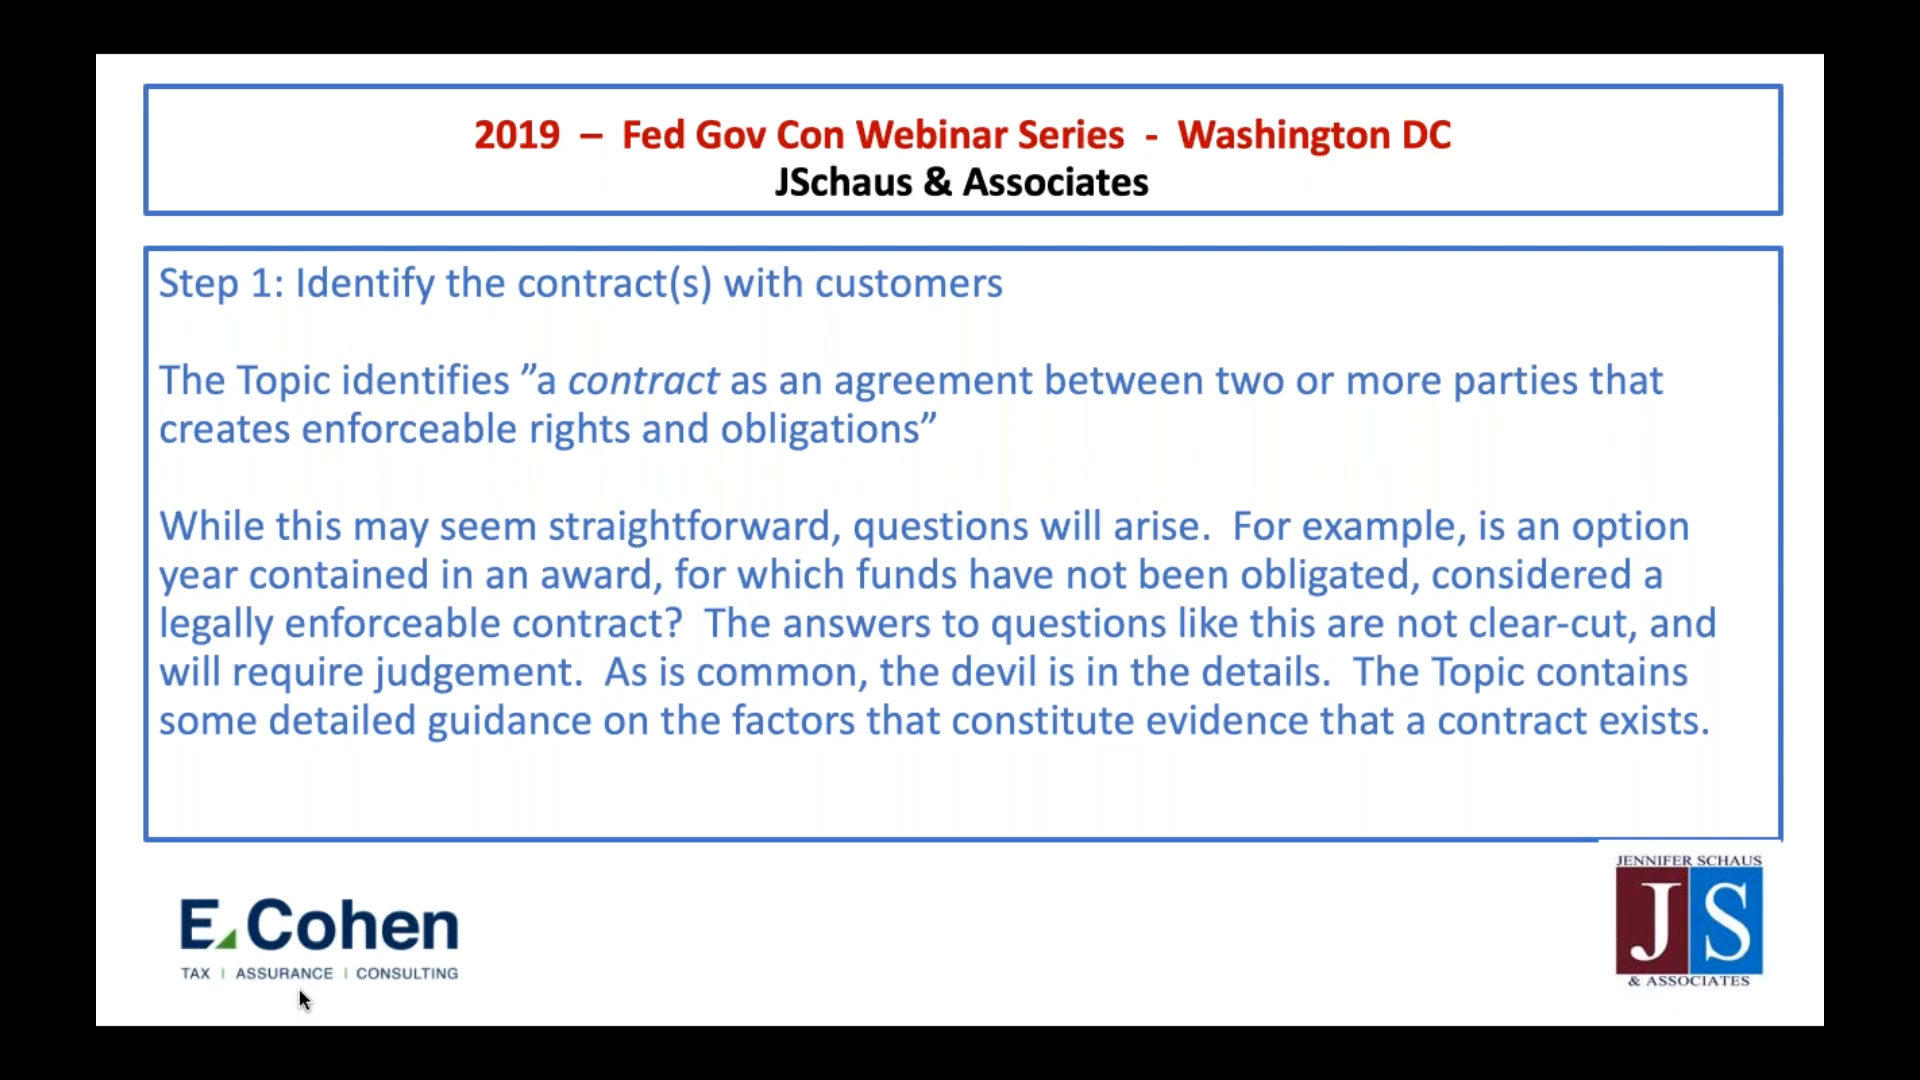 2019 – Fed Gov Con Webinar Series - Washington DC
JSchaus & Associates
Step 1: Identify the contract(s) with customers
The Topic identifies ”a contract as an agreement between two or more parties that
creates enforceable rights and obligations”
While this may seem straightforward, questions will arise. For example, is an option
year contained in an award, for which funds have not been obligated, considered a
legally enforceable contract? The answers to questions like this are not clear-cut, and
will require judgement. As is common, the devil is in the details. The Topic contains
some detailed guidance on the factors that constitute evidence that a contract exists.
E.Cohen
TAX | ASSURANCE | CONSULTING
JENNIFER SCHAUS
JS
& ASSOCIATES